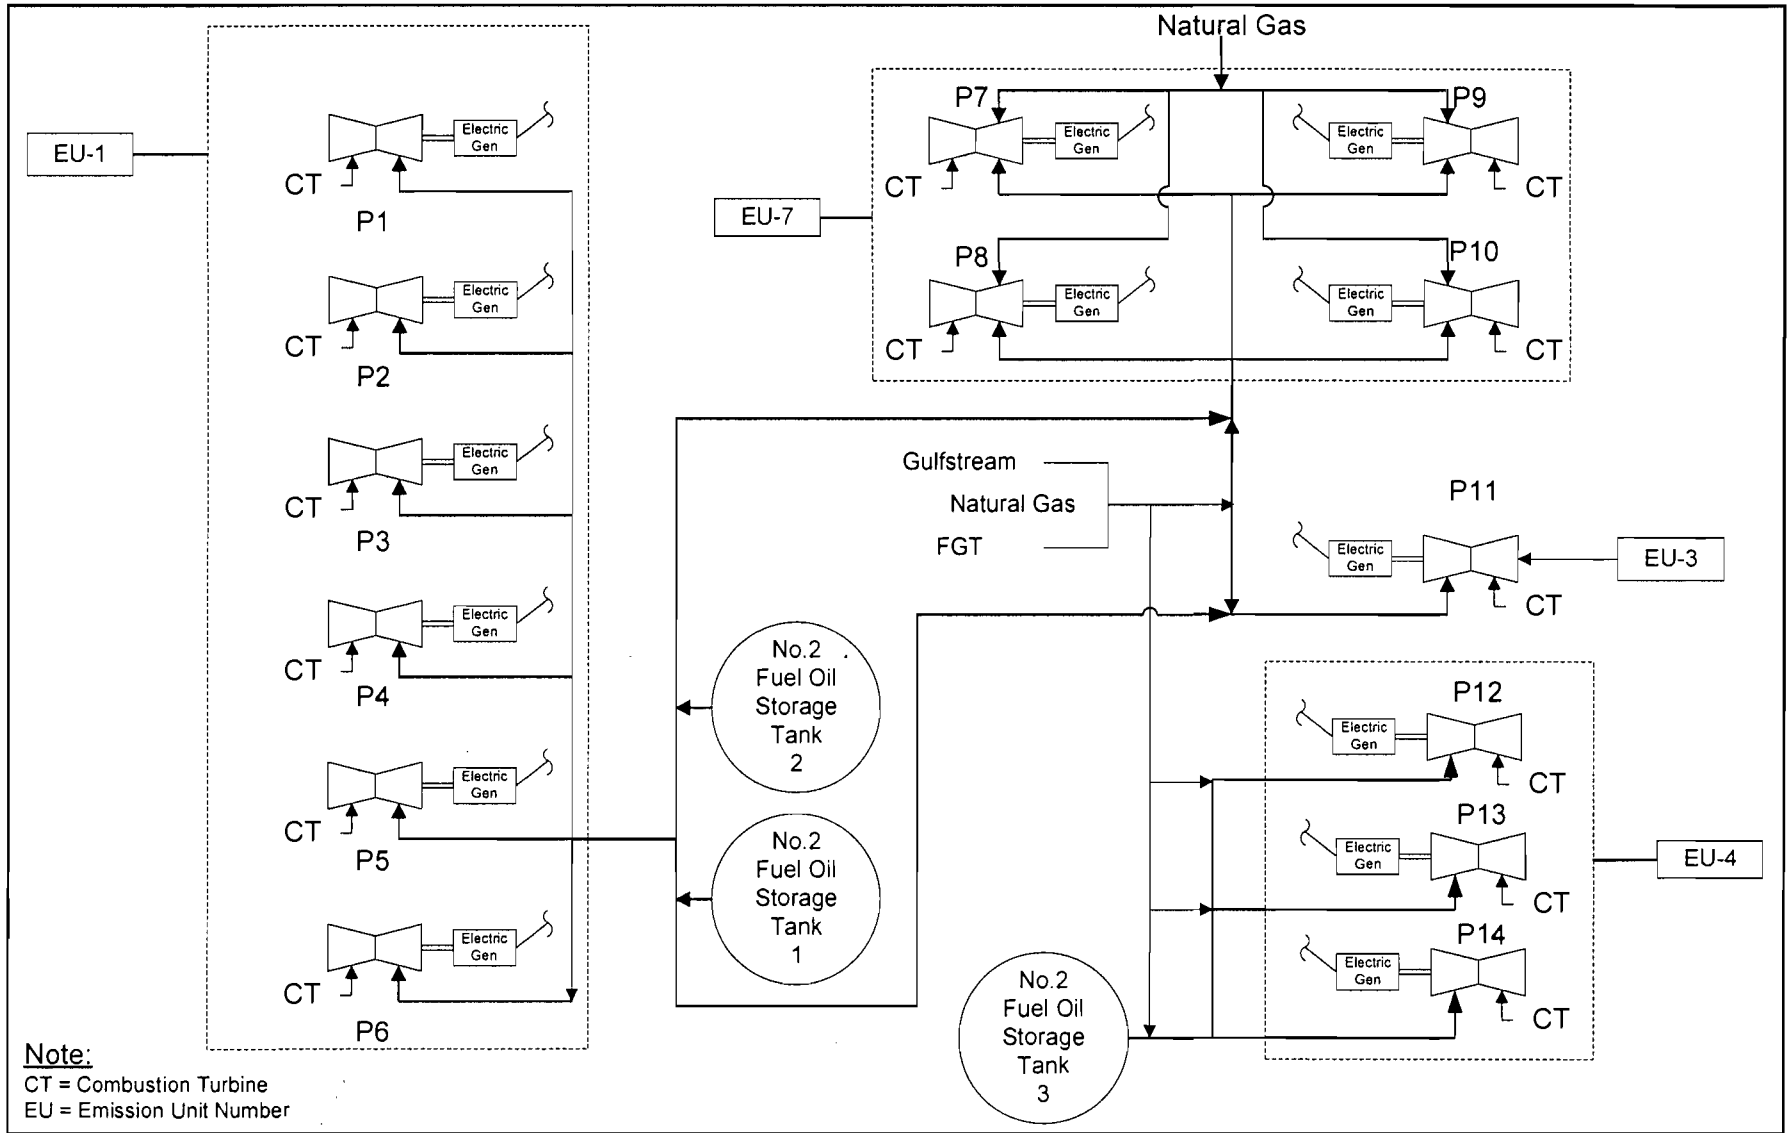 Natural Gas
EU-1
Electric
Gen
CT
P1
Electric
Gen
CT
P2
Electric
Gen
CT
P3
Electric
Gen
CT
P4
Electric
Gen
CT
P5
Electric
Gen
CT
P6
EU-7
P7
Electric
Gen
CT
P9
Electric
Gen
CT
P8
Electric
Gen
CT
P10
Electric
Gen
CT
Gulfstream
Natural Gas
FGT
P11
Electric
Gen
CT
EU-3
No.2
Fuel Oil
Storage
Tank
2
No.2
Fuel Oil
Storage
Tank
1
P12
Electric
Gen
CT
P13
Electric
Gen
CT
EU-4
P14
Electric
Gen
CT
No.2
Fuel Oil
Storage
Tank
3
Note:
CT = Combustion Turbine
EU = Emission Unit Number